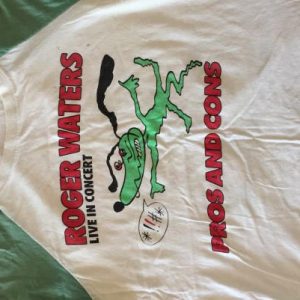 ROGER WATERS
LIVE IN CONCERT
!!#*
PROS AND CONS